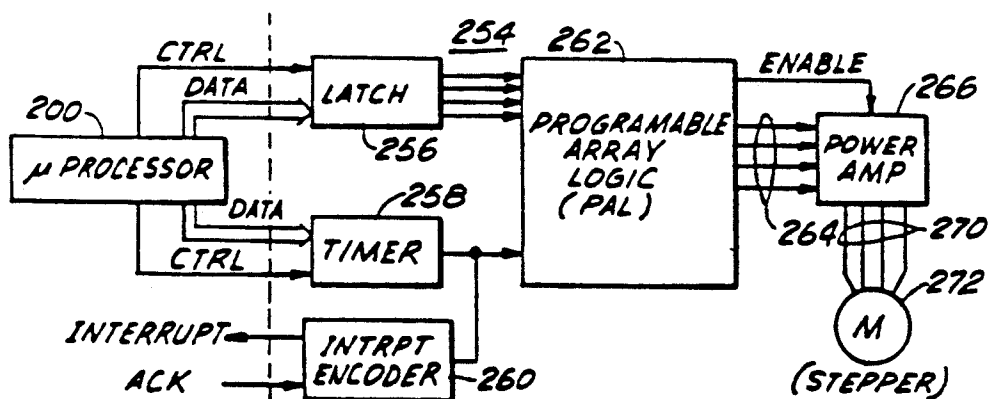 CTRL
254
262
ENABLE
DATA
LATCH
266
200
256
PROGRAMABLE
ARRAY
LOGIC
(PAL)
POWER
AMP
μ PROCESSOR
DATA
258
264
270
TIMER
CTRL
272
INTERRUPT
INTRPT
ENCODER
260
M
ACK
(STEPPER)